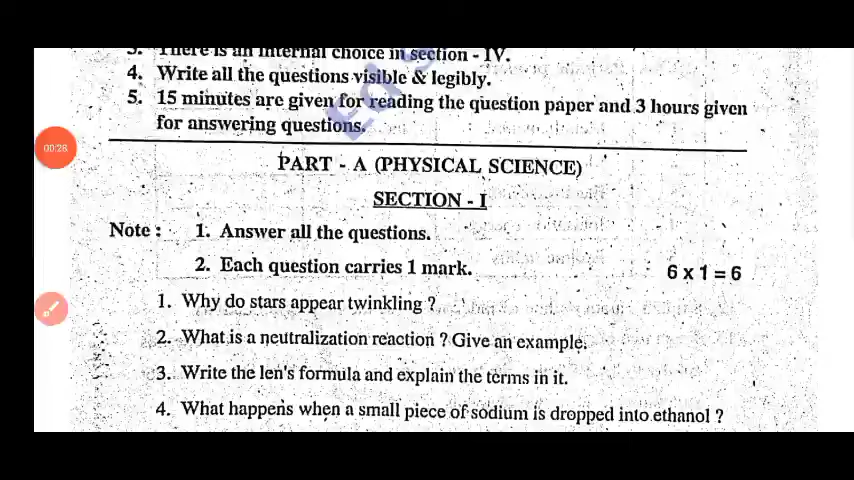 3. There is an internal choice in section - IV.
4. Write all the questions visible & legibly.
5. 15 minutes are given for reading the question paper and 3 hours given
for answering questions.
00:28
PART - A (PHYSICAL SCIENCE)
SECTION - I
Note : 1. Answer all the questions.
2. Each question carries 1 mark. 6 x 1 = 6
1. Why do stars appear twinkling ?
2. What is a neutralization reaction ? Give an example.
3. Write the len's formula and explain the terms in it.
4. What happens when a small piece of sodium is dropped into ethanol ?